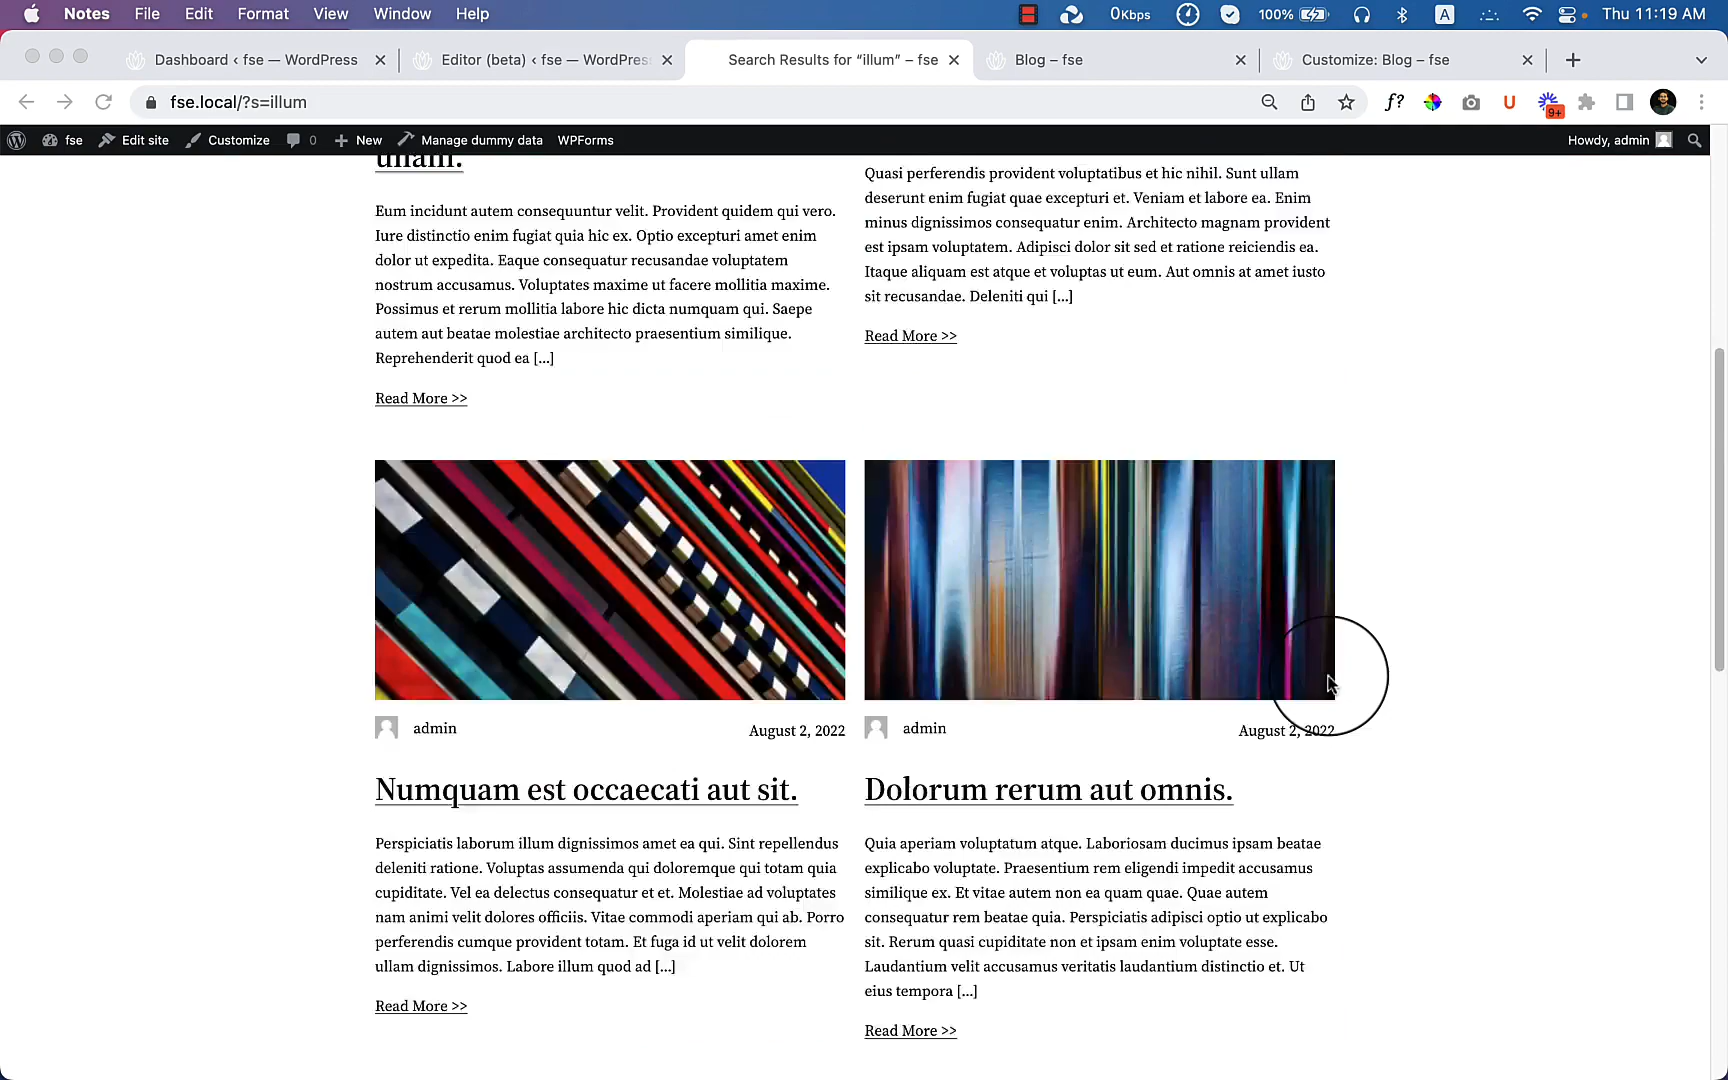 Notes File Edit Format View Window Help 0Kbps 100% A Thu 11:19 AM
Dashboard ‹ fse — WordPress Editor (beta) ‹ fse — WordPress Search Results for “illum” – fse Blog – fse Customize: Blog – fse
fse.local/?s=illum f? U 9+
fse Edit site Customize 0 New Manage dummy data WPForms Howdy, admin
ullam.
Eum incidunt autem consequuntur velit. Provident quidem qui vero.
Iure distinctio enim fugiat quia hic ex. Optio excepturi amet enim
dolor ut expedita. Eaque consequatur recusandae voluptatem
nostrum accusamus. Voluptates maxime ut facere mollitia maxime.
Possimus et rerum mollitia labore hic dicta numquam qui. Saepe
autem aut beatae molestiae architecto praesentium similique.
Reprehenderit quod ea […]
Read More >>
Quasi perferendis provident voluptatibus et hic nihil. Sunt ullam
deserunt enim fugiat quae excepturi et. Veniam et labore ea. Enim
minus dignissimos consequatur enim. Architecto magnam provident
est ipsam voluptatem. Adipisci dolor sit sed et ratione reiciendis ea.
Itaque aliquam est atque et voluptas ut eum. Aut omnis at amet iusto
sit recusandae. Deleniti qui […]
Read More >>
admin August 2, 2022
Numquam est occaecati aut sit.
Perspiciatis laborum illum dignissimos amet ea qui. Sint repellendus
deleniti ratione. Voluptas assumenda qui doloremque qui totam quia
cupiditate. Vel ea delectus consequatur et et. Molestiae ad voluptates
nam animi velit dolores officiis. Vitae commodi aperiam qui ab. Porro
perferendis cumque provident totam. Et fuga id ut velit dolorem
ullam dignissimos. Labore illum quod ad […]
Read More >>
admin August 2, 2022
Dolorum rerum aut omnis.
Quia aperiam voluptatum atque. Laboriosam ducimus ipsam beatae
explicabo voluptate. Praesentium rem eligendi impedit accusamus
similique ex. Et vitae autem non ea quam quae. Quae autem
consequatur rem beatae quia. Perspiciatis adipisci optio ut explicabo
sit. Rerum quasi cupiditate non et ipsam enim voluptate esse.
Laudantium velit accusamus veritatis laudantium distinctio et. Ut
eius tempora […]
Read More >>